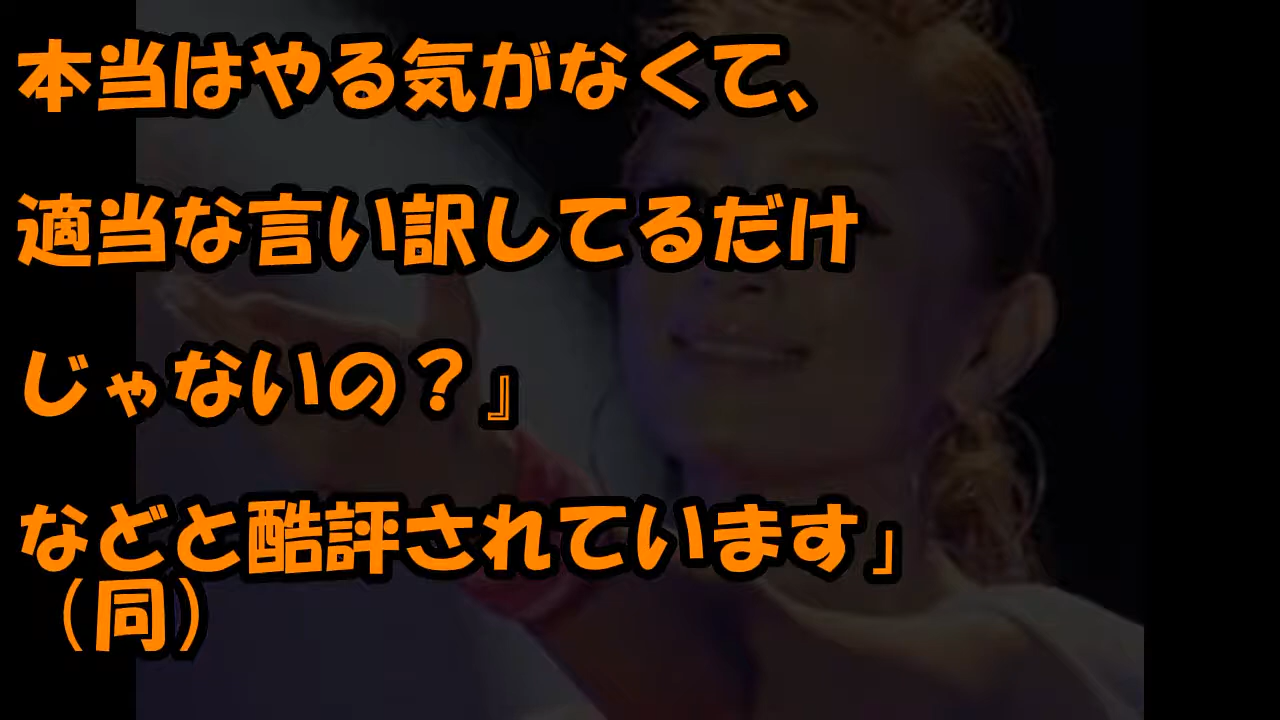 本当はやる気がなくて、
適当な言い訳してるだけ
じゃないの？』
などと酷評されています」
（同）